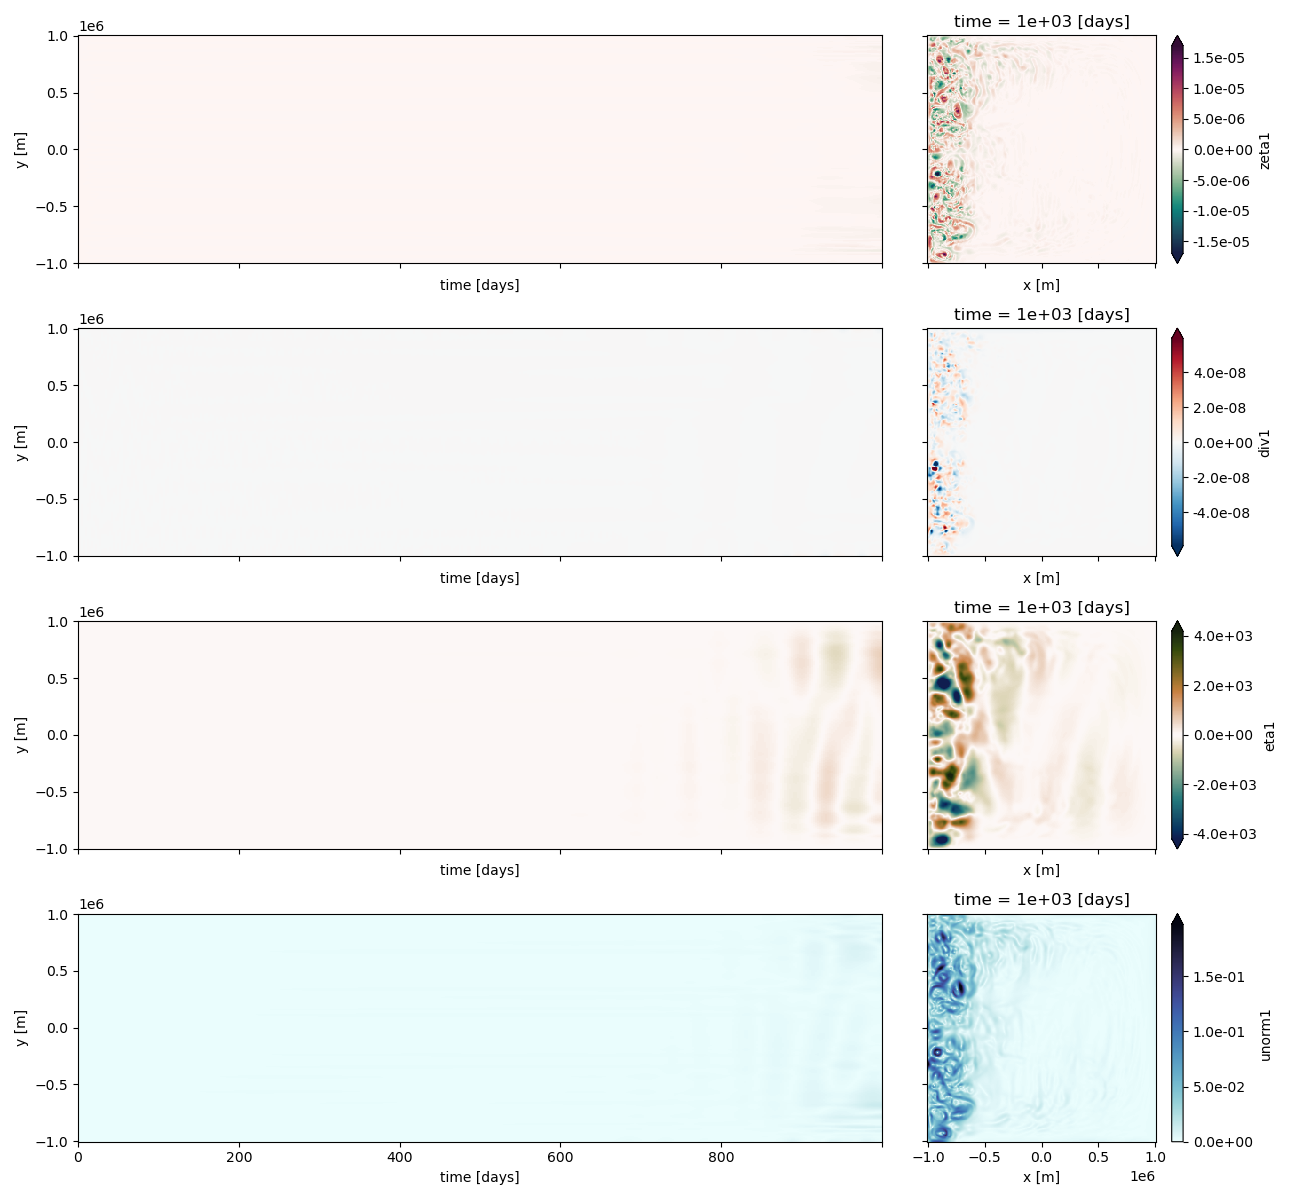 1e6
time = 1e+03 [days]
1.0
0.5
0.0
−0.5
−1.0
y [m]
time [days]
x [m]
1.5e-05
1.0e-05
5.0e-06
0.0e+00
-5.0e-06
-1.0e-05
-1.5e-05
zeta1
1e6
time = 1e+03 [days]
1.0
0.5
0.0
−0.5
−1.0
y [m]
time [days]
x [m]
4.0e-08
2.0e-08
0.0e+00
-2.0e-08
-4.0e-08
div1
1e6
time = 1e+03 [days]
1.0
0.5
0.0
−0.5
−1.0
y [m]
time [days]
x [m]
4.0e+03
2.0e+03
0.0e+00
-2.0e+03
-4.0e+03
eta1
1e6
time = 1e+03 [days]
1.0
0.5
0.0
−0.5
−1.0
y [m]
0 200 400 600 800
time [days]
−1.0 −0.5 0.0 0.5 1.0
x [m]
1e6
1.5e-01
1.0e-01
5.0e-02
0.0e+00
unorm1